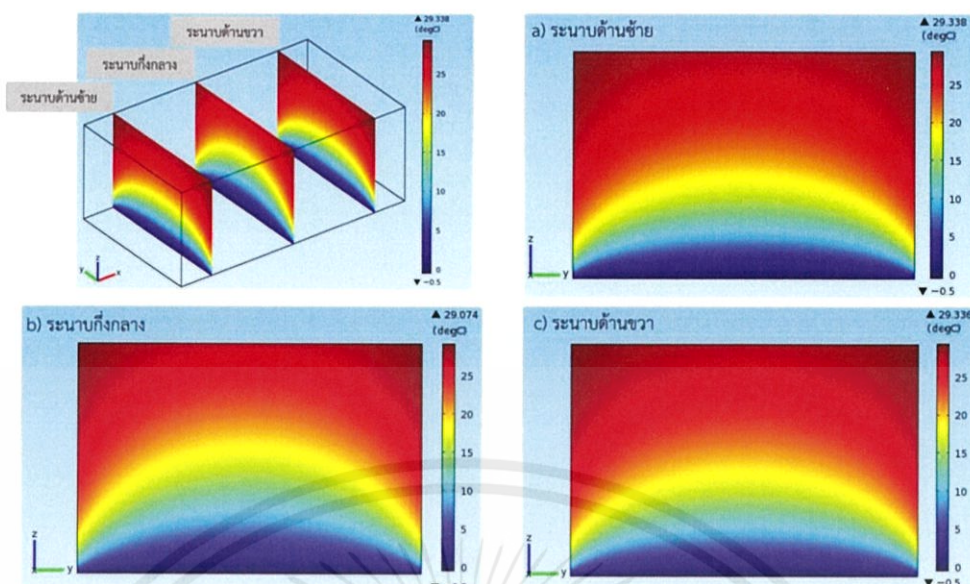 ระนาบด้านขวา
ระนาบกึ่งกลาง
ระนาบด้านซ้าย
▲ 29.338
(degC)
25
20
15
10
5
0
▼ -0.5
y z x
a) ระนาบด้านซ้าย
▲ 29.338
(degC)
25
20
15
10
5
0
▼ -0.5
z
y
b) ระนาบกึ่งกลาง
▲ 29.074
(degC)
25
20
15
10
5
0
z
y
c) ระนาบด้านขวา
▲ 29.336
(degC)
25
20
15
10
5
0
▼ -0.5
z
y